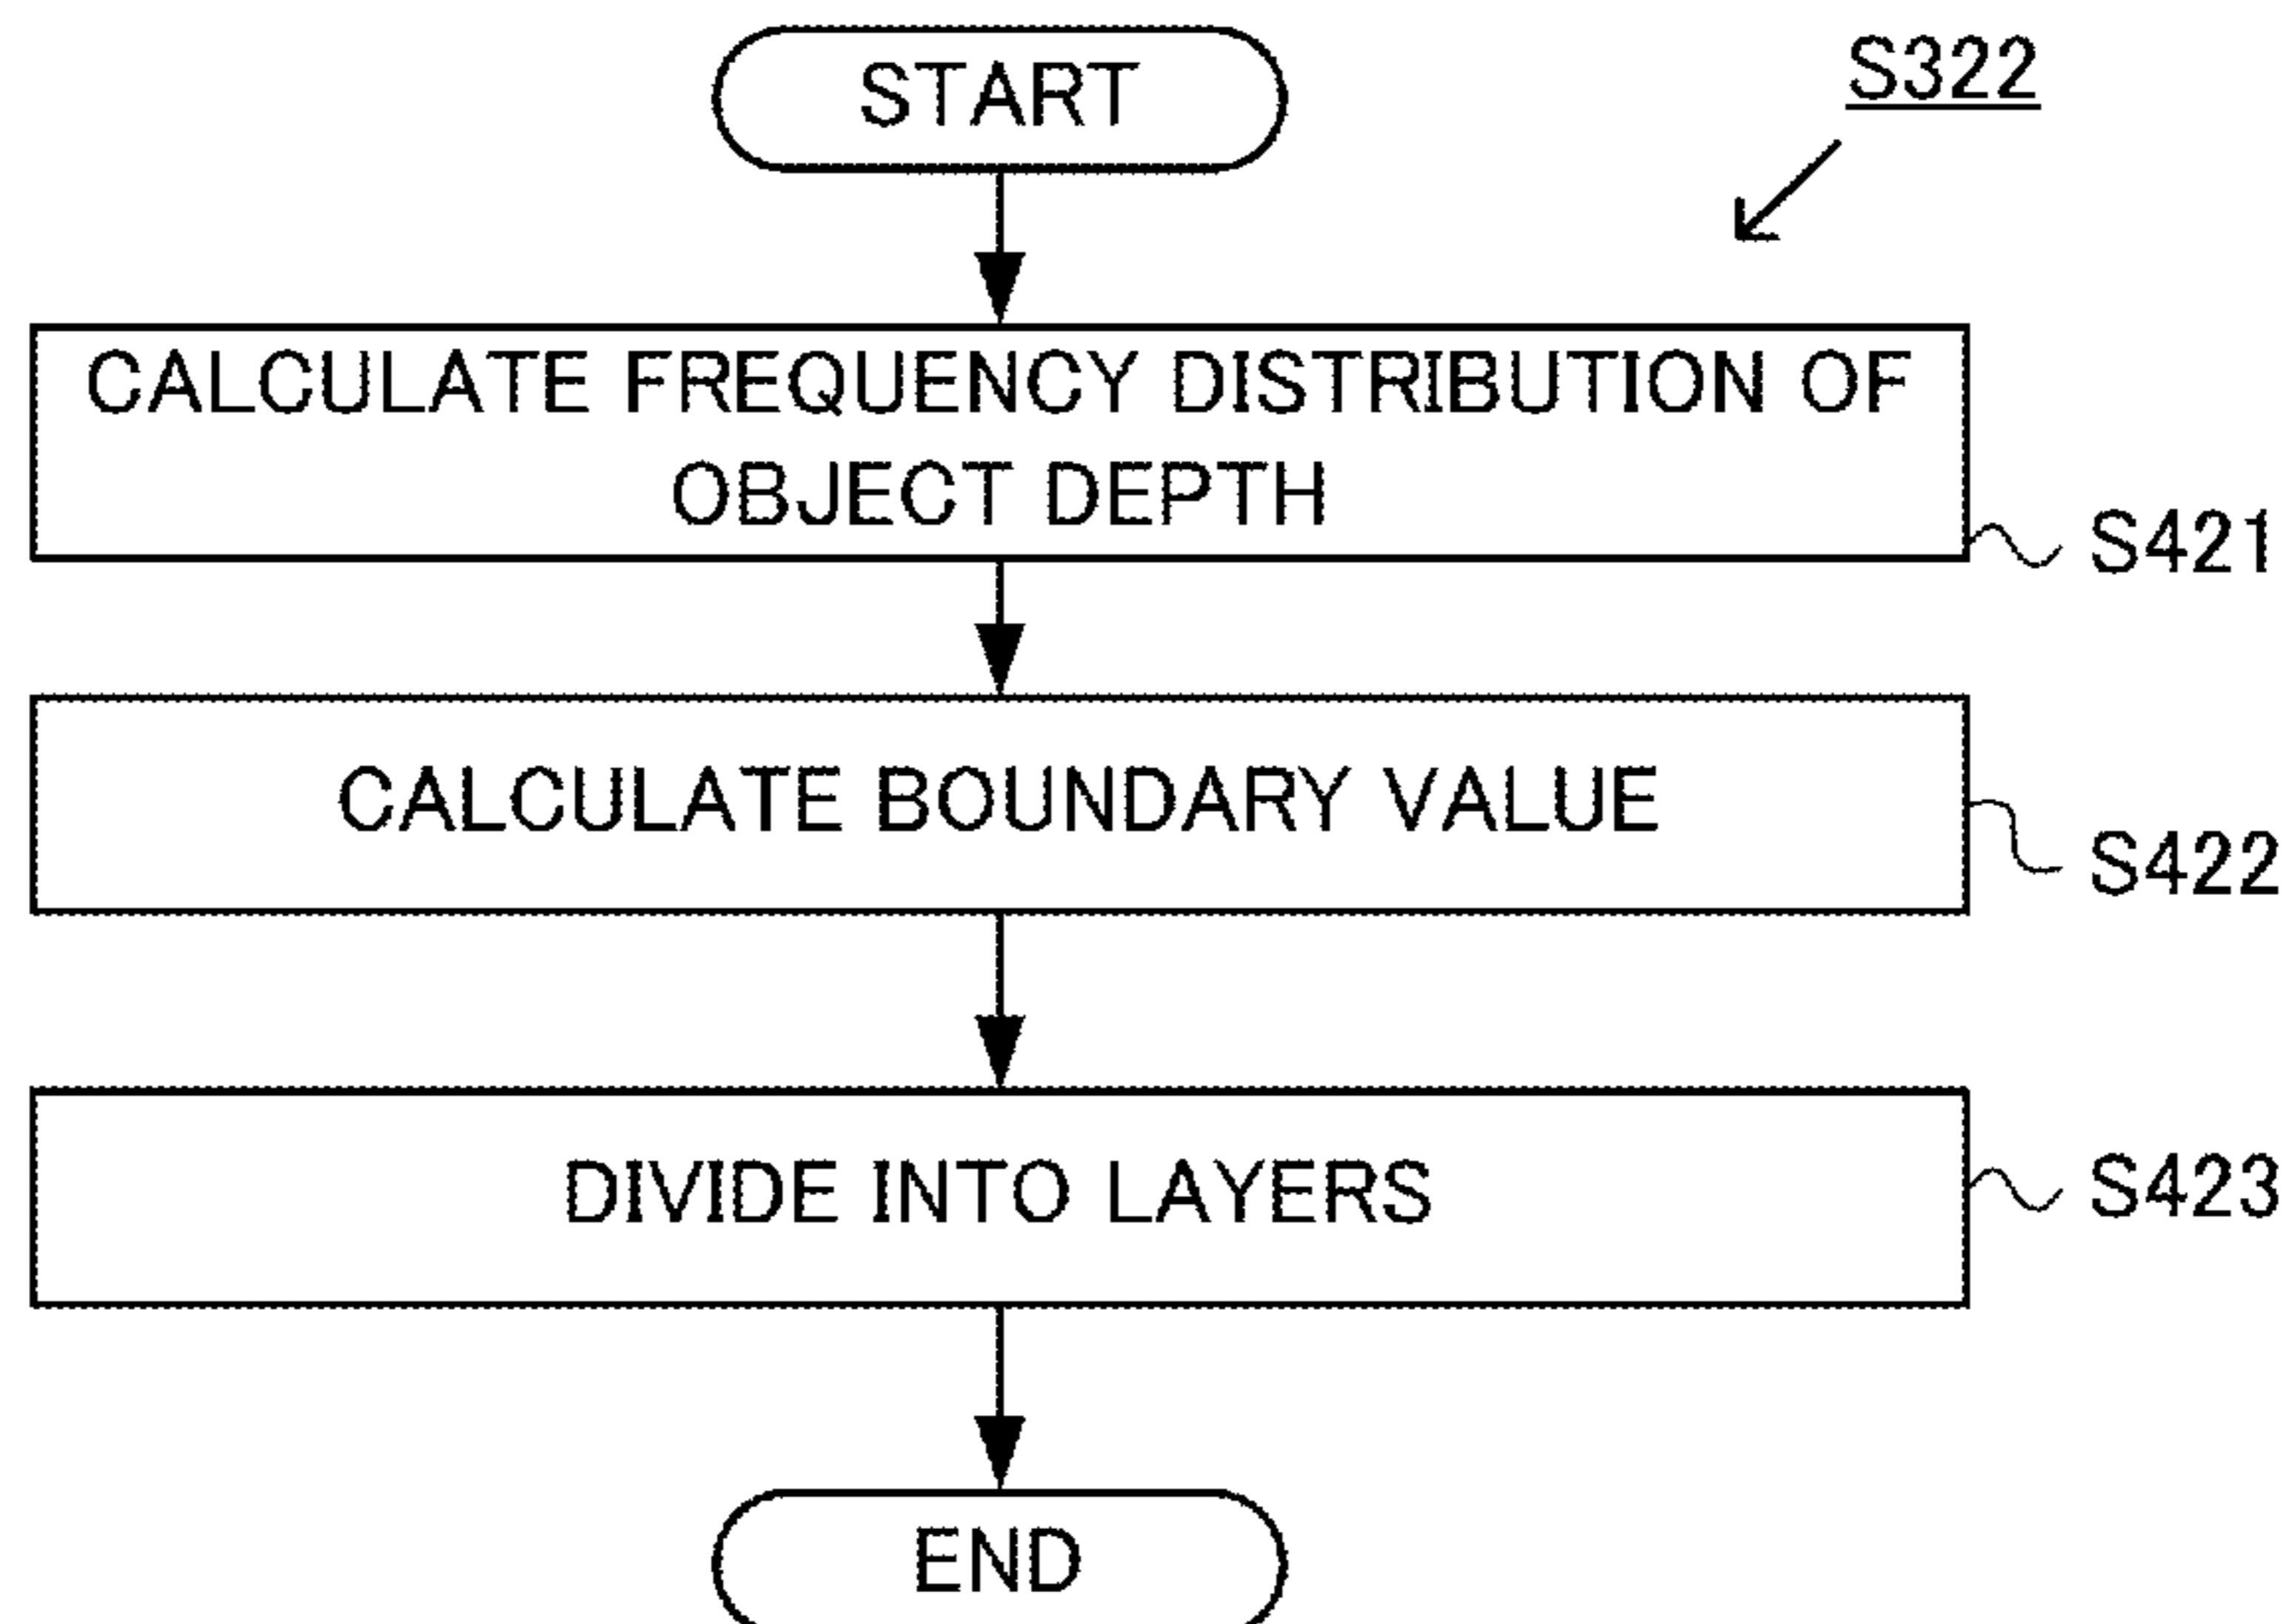 START
S322
CALCULATE FREQUENCY DISTRIBUTION OF
OBJECT DEPTH
S421
CALCULATE BOUNDARY VALUE
S422
DIVIDE INTO LAYERS
S423
END